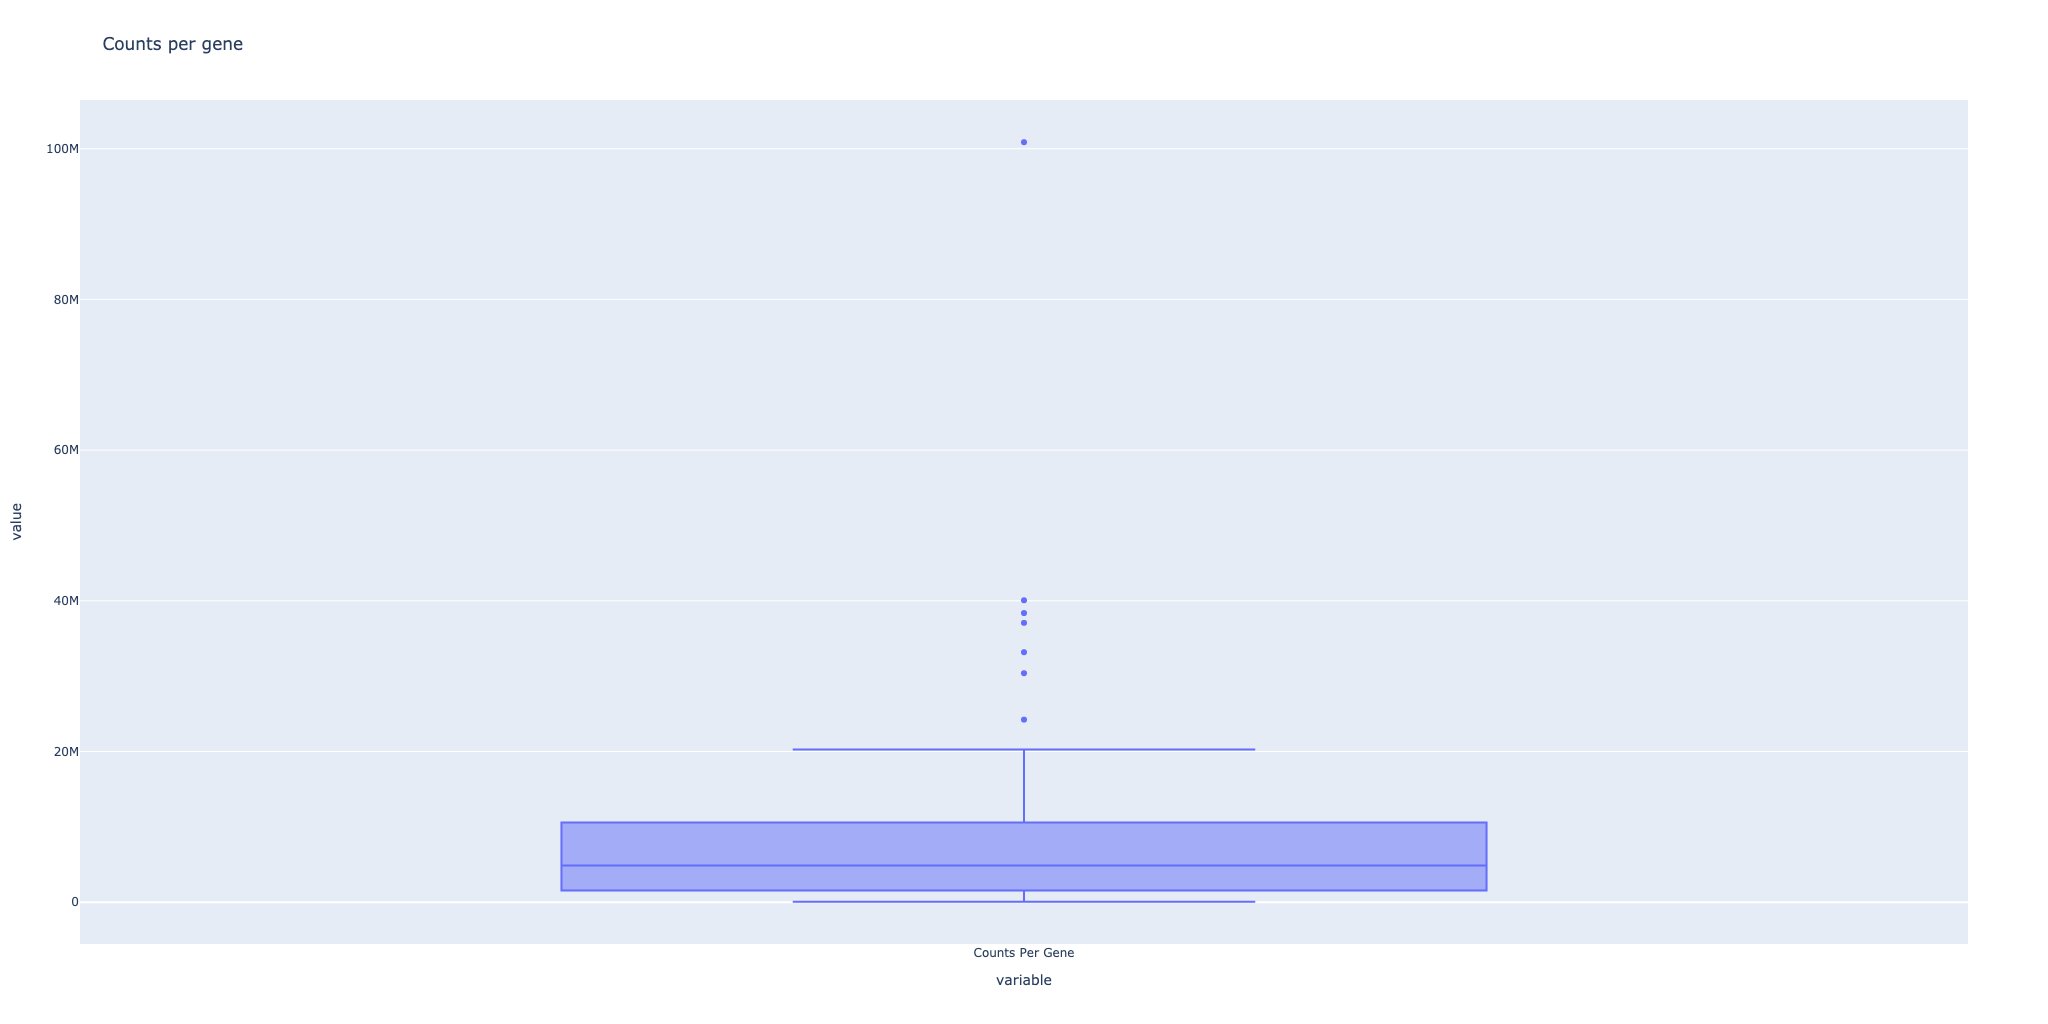 Counts per gene
100M
80M
60M
40M
20M
0
value
Counts Per Gene
variable